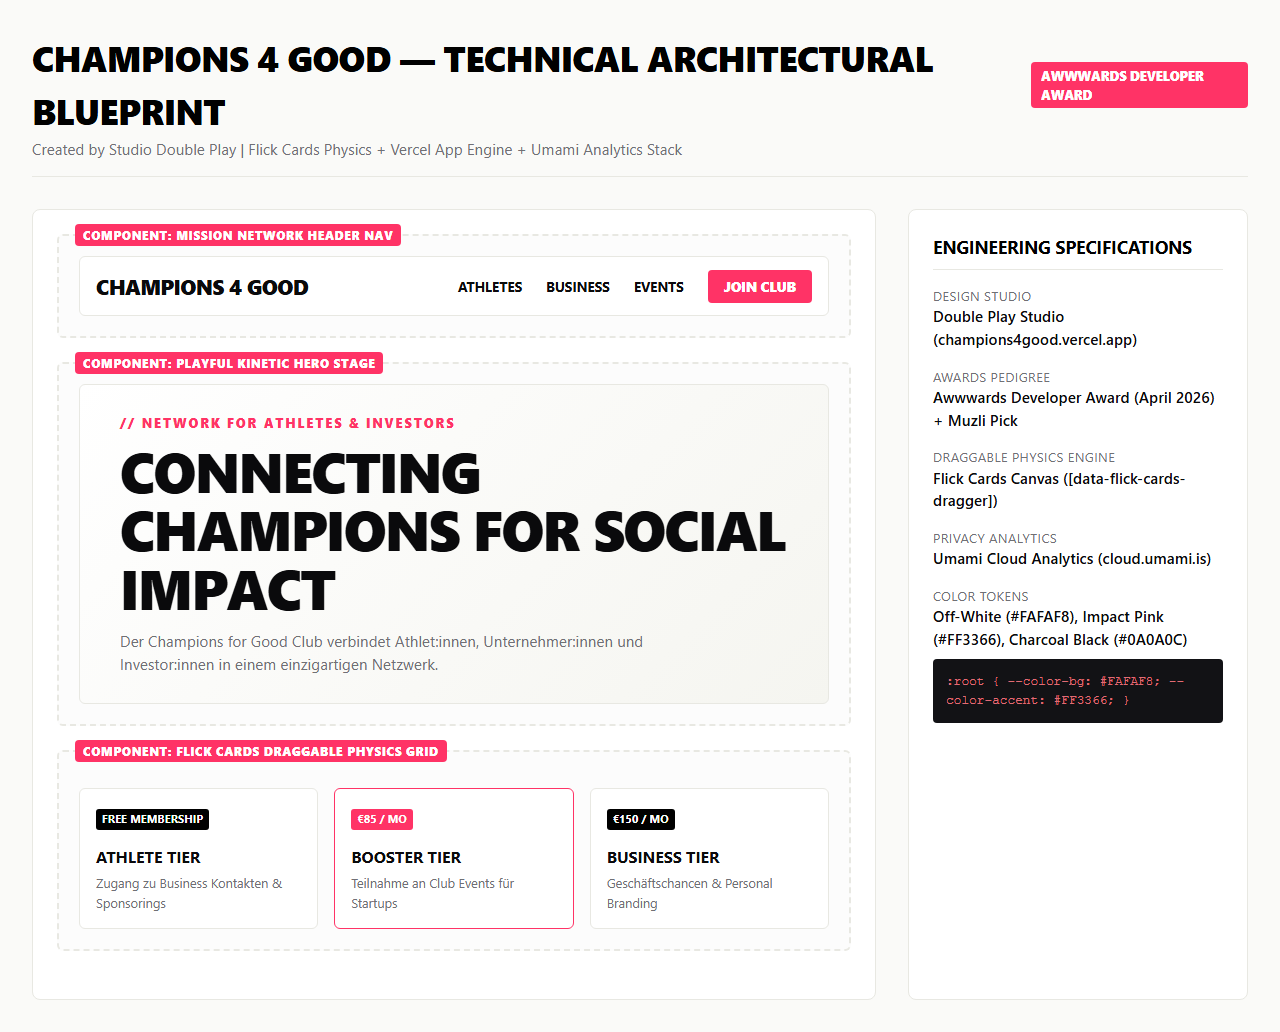 CHAMPIONS 4 GOOD — TECHNICAL ARCHITECTURAL
BLUEPRINT
AWWWARDS DEVELOPER
AWARD
Created by Studio Double Play | Flick Cards Physics + Vercel App Engine + Umami Analytics Stack
COMPONENT: MISSION NETWORK HEADER NAV
CHAMPIONS 4 GOOD
ATHLETES
BUSINESS
EVENTS
JOIN CLUB
COMPONENT: PLAYFUL KINETIC HERO STAGE
// NETWORK FOR ATHLETES & INVESTORS
CONNECTING
CHAMPIONS FOR SOCIAL
IMPACT
Der Champions for Good Club verbindet Athlet:innen, Unternehmer:innen und
Investor:innen in einem einzigartigen Netzwerk.
COMPONENT: FLICK CARDS DRAGGABLE PHYSICS GRID
FREE MEMBERSHIP
ATHLETE TIER
Zugang zu Business Kontakten &
Sponsorings
€85 / MO
BOOSTER TIER
Teilnahme an Club Events für
Startups
€150 / MO
BUSINESS TIER
Geschäftschancen & Personal
Branding
ENGINEERING SPECIFICATIONS
DESIGN STUDIO
Double Play Studio
(champions4good.vercel.app)
AWARDS PEDIGREE
Awwwards Developer Award (April 2026)
+ Muzli Pick
DRAGGABLE PHYSICS ENGINE
Flick Cards Canvas ([data-flick-cards-
dragger])
PRIVACY ANALYTICS
Umami Cloud Analytics (cloud.umami.is)
COLOR TOKENS
Off-White (#FAFAF8), Impact Pink
(#FF3366), Charcoal Black (#0A0A0C)
:root { --color-bg: #FAFAF8; --
color-accent: #FF3366; }